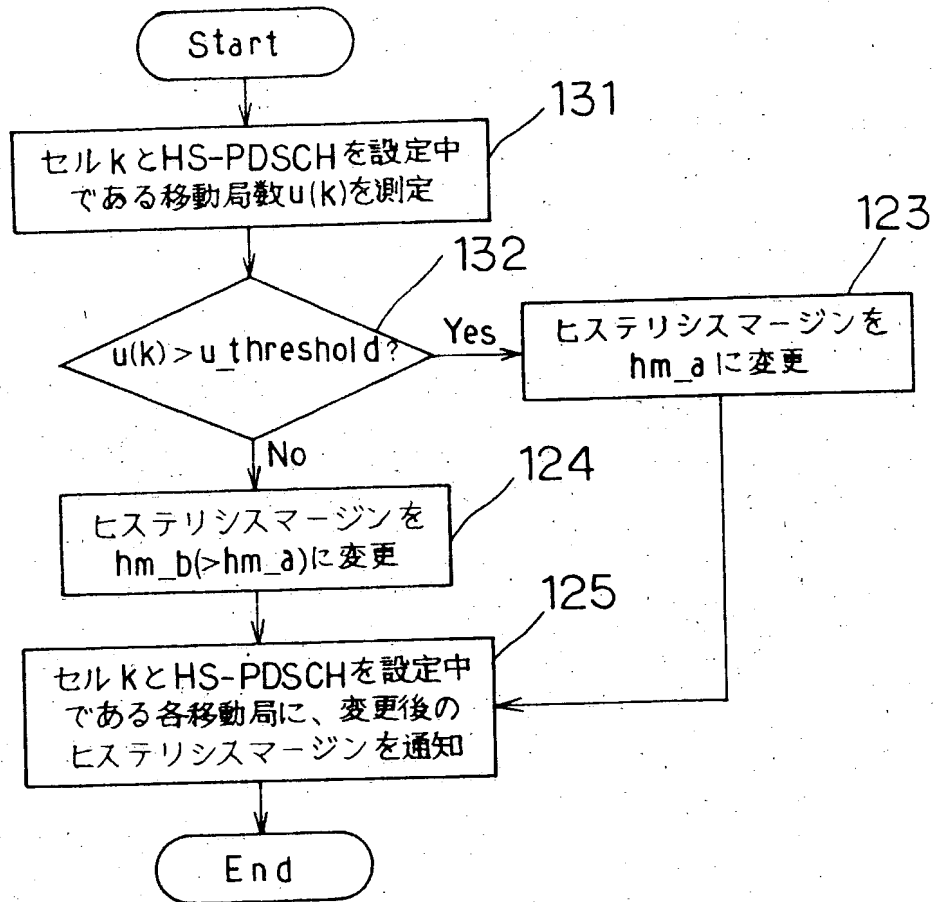 Start
131
セルkとHS-PDSCHを設定中
である移動局数u(k)を測定
132
u(k)>u_threshold?
Yes
123
ヒステリシスマージンを
hm_aに変更
No
124
ヒステリシスマージンを
hm_b(>hm_a)に変更
125
セルkとHS-PDSCHを設定中
である各移動局に、変更後の
ヒステリシスマージンを通知
End